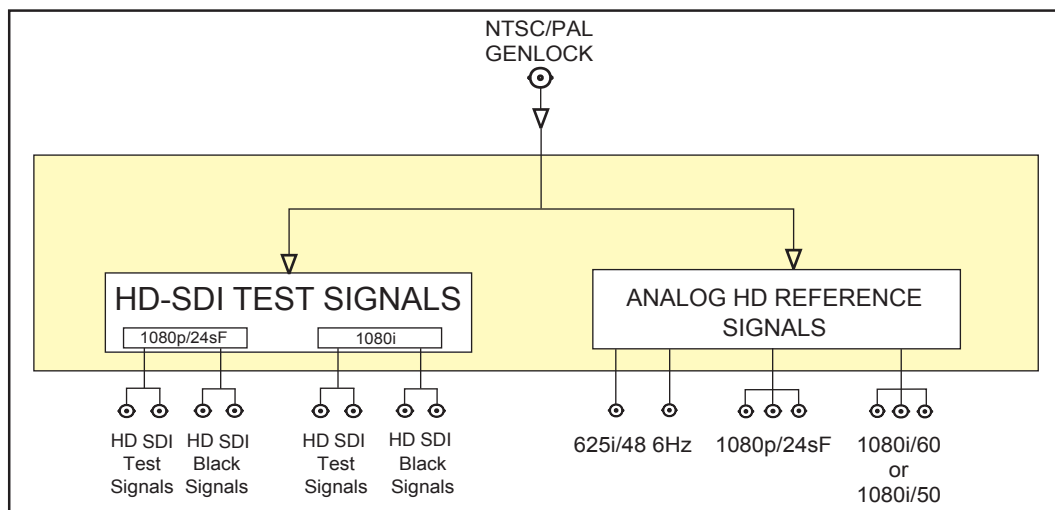 NTSC/PAL
GENLOCK
HD-SDI TEST SIGNALS
1080p/24sF
1080i
ANALOG HD REFERENCE
SIGNALS
HD SDI
Test
Signals
HD SDI
Black
Signals
HD SDI
Test
Signals
HD SDI
Black
Signals
625i/48 6Hz
1080p/24sF
1080i/60
or
1080i/50